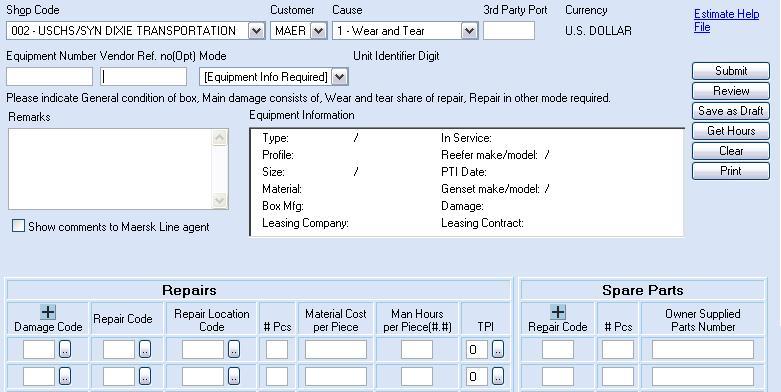 Shop Code Customer Cause 3rd Party Port Currency
002 - USCHS/SYN DIXIE TRANSPORTATION MAER 1 - Wear and Tear U.S. DOLLAR
Estimate Help
File
Equipment Number Vendor Ref. no(Opt) Mode Unit Identifier Digit
[Equipment Info Required]
Submit
Review
Save as Draft
Get Hours
Clear
Print
Please indicate General condition of box, Main damage consists of, Wear and tear share of repair, Repair in other mode required.
Remarks Equipment Information
Type: / In Service:
Profile: Reefer make/model: /
Size: / PTI Date:
Material: Genset make/model: /
Box Mfg: Damage:
Leasing Company: Leasing Contract:
Show comments to Maersk Line agent
Repairs Spare Parts
+ Damage Code Repair Code Repair Location Code # Pcs Material Cost per Piece Man Hours per Piece(#.#) TPI + Repair Code # Pcs Owner Supplied Parts Number
.. .. .. 0 ..
.. .. .. 0 ..